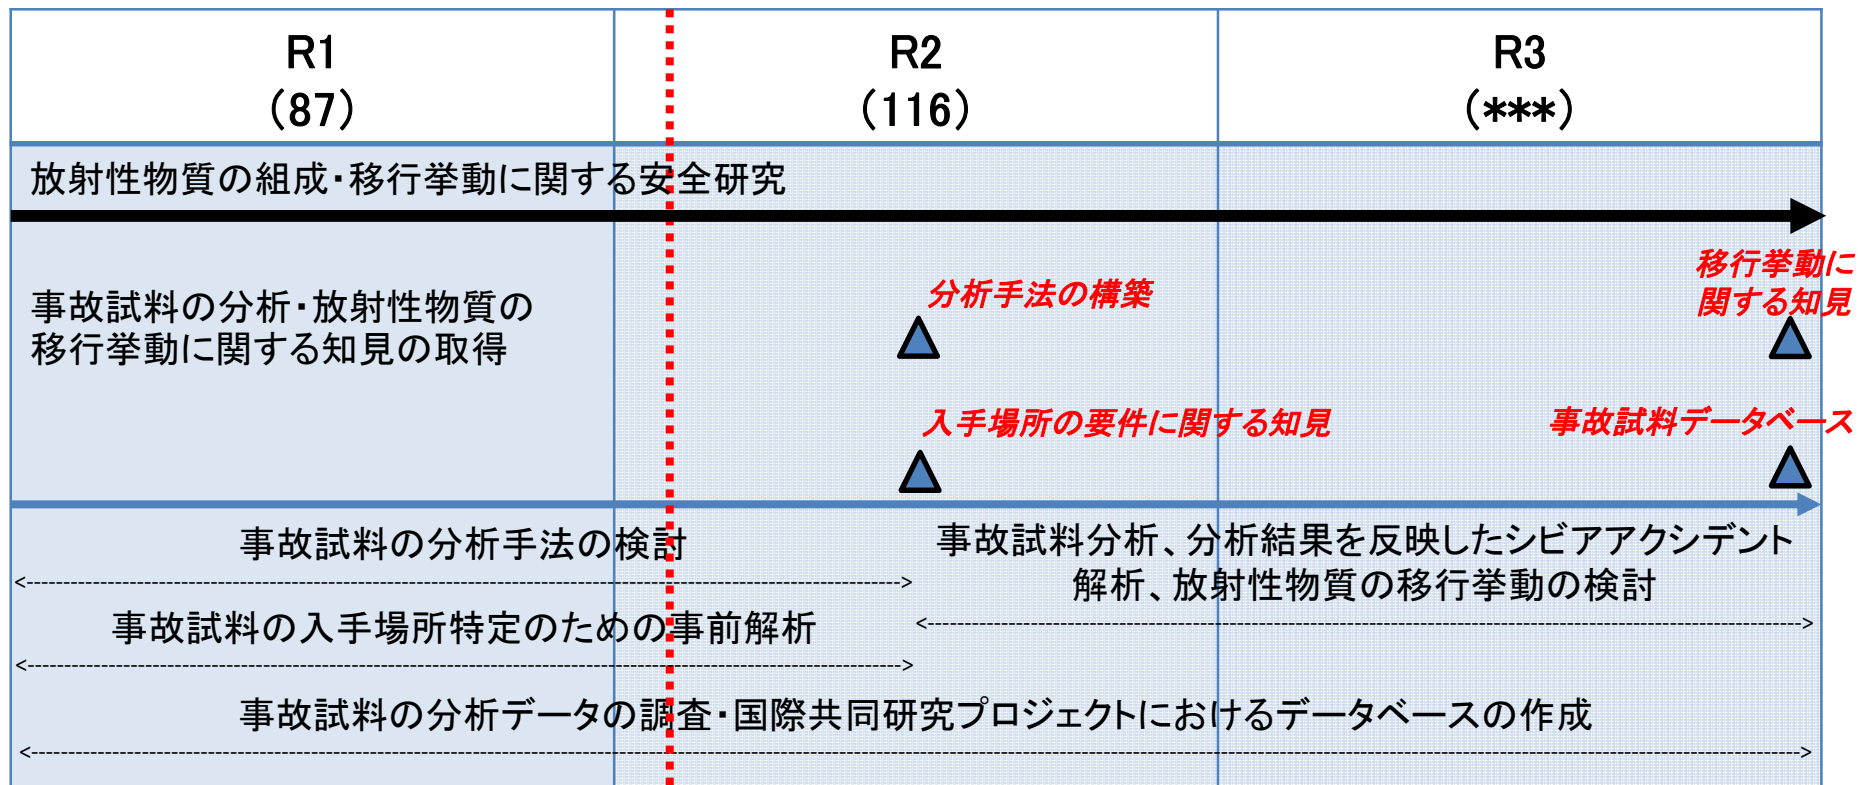 R1
(87)
R2
(116)
R3
(***)
放射性物質の組成・移行挙動に関する安全研究
事故試料の分析・放射性物質の
移行挙動に関する知見の取得
分析手法の構築
移行挙動に
関する知見
入手場所の要件に関する知見
事故試料データベース
事故試料の分析手法の検討
事故試料分析、分析結果を反映したシビアアクシデント
解析、放射性物質の移行挙動の検討
事故試料の入手場所特定のための事前解析
事故試料の分析データの調査・国際共同研究プロジェクトにおけるデータベースの作成